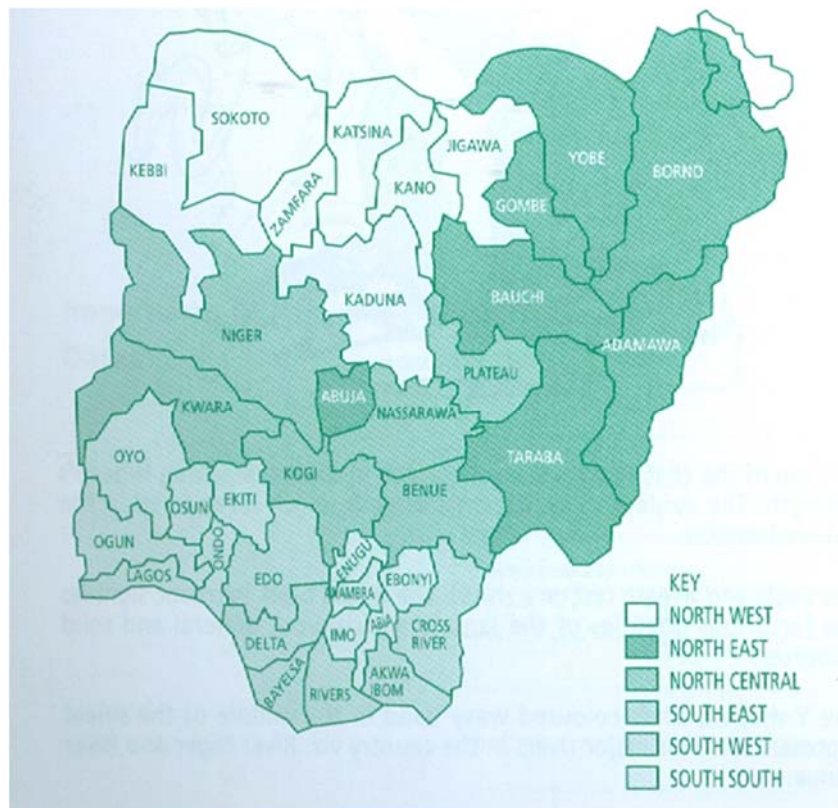 SOKOTO
KATSINA
JIGAWA
KEBBI
ZAMFARA
KANO
YOBE
BORNO
GOMBE
KADUNA
BAUCHI
NIGER
ADAMAWA
PLATEAU
ABUJA
KWARA
NASSARAWA
OYO
TARABA
KOGI
BENUE
OSUN
EKITI
OGUN
ONDO
LAGOS
EDO
ENUGU
ANAMBRA
EBONYI
IMO
ABIA
CROSS
RIVER
DELTA
BAYELSA
RIVERS
AKWA
IBOM
KEY
NORTH WEST
NORTH EAST
NORTH CENTRAL
SOUTH EAST
SOUTH WEST
SOUTH SOUTH